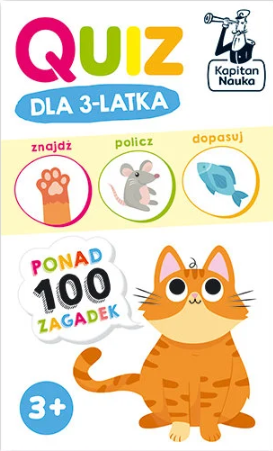 QUIZ
Kapitan
Nauka
DLA 3-LATKA
znajdź
policz
dopasuj
PONAD
100
ZAGADEK
3+